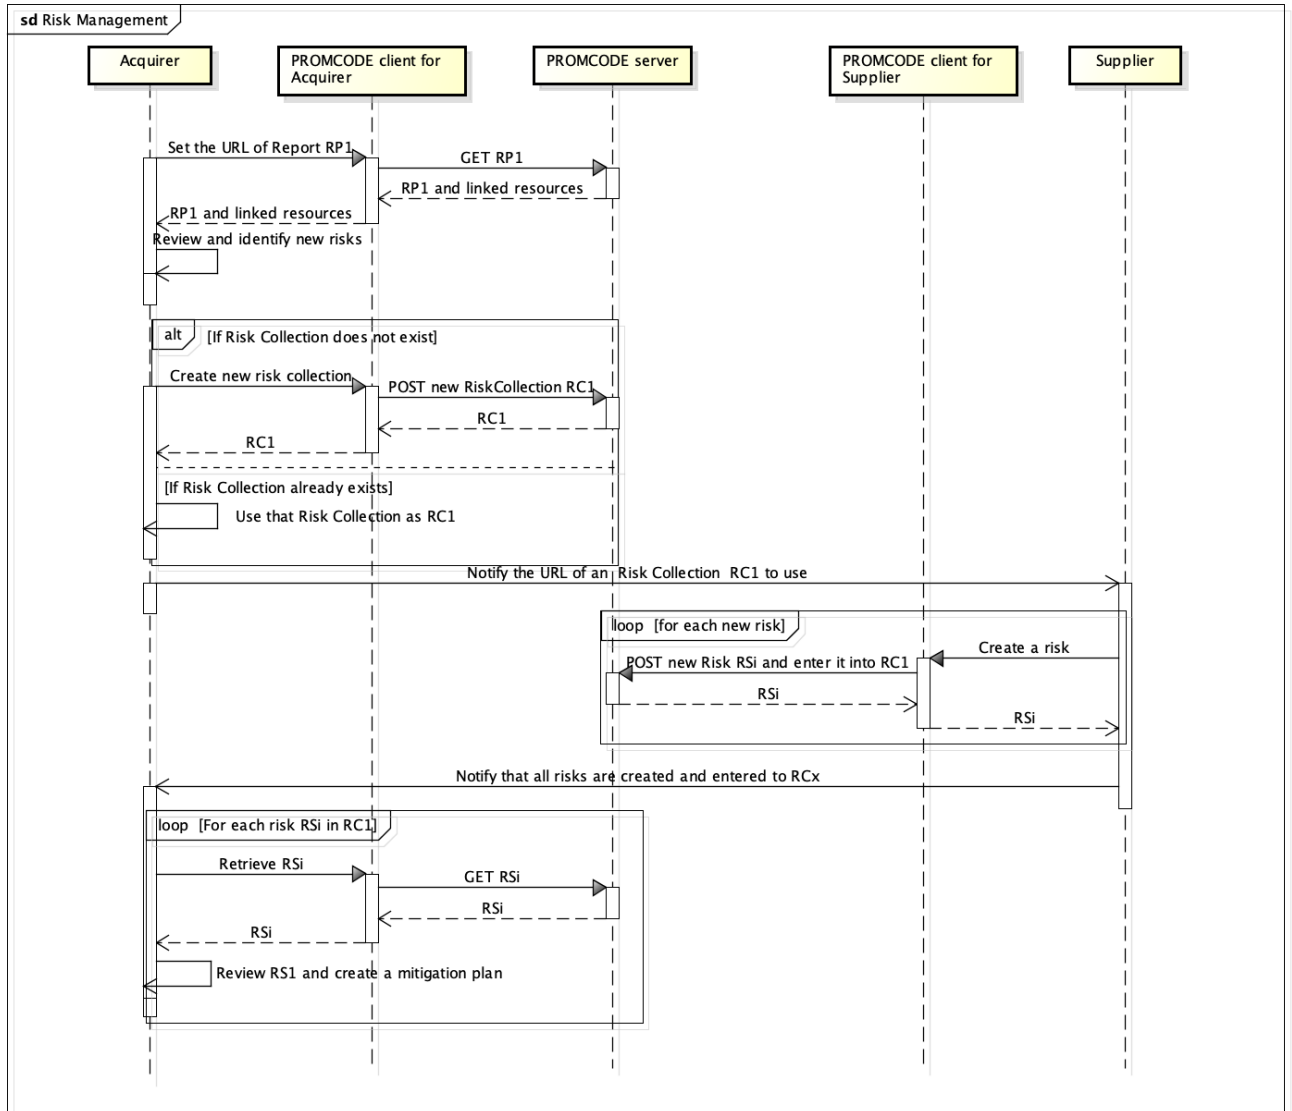 sd Risk Management
Acquirer
PROMCODE client for
Acquirer
PROMCODE server
PROMCODE client for
Supplier
Supplier
Set the URL of Report RP1
GET RP1
RP1 and linked resources
RP1 and linked resources
Review and identify new risks
alt [If Risk Collection does not exist]
Create new risk collection
POST new RiskCollection RC1
RC1
RC1
[If Risk Collection already exists]
Use that Risk Collection as RC1
Notify the URL of an Risk Collection RC1 to use
loop [for each new risk]
Create a risk
POST new Risk RSi and enter it into RC1
RSi
RSi
Notify that all risks are created and entered to RCx
loop [For each risk RSi in RC1]
Retrieve RSi
GET RSi
RSi
RSi
Review RS1 and create a mitigation plan